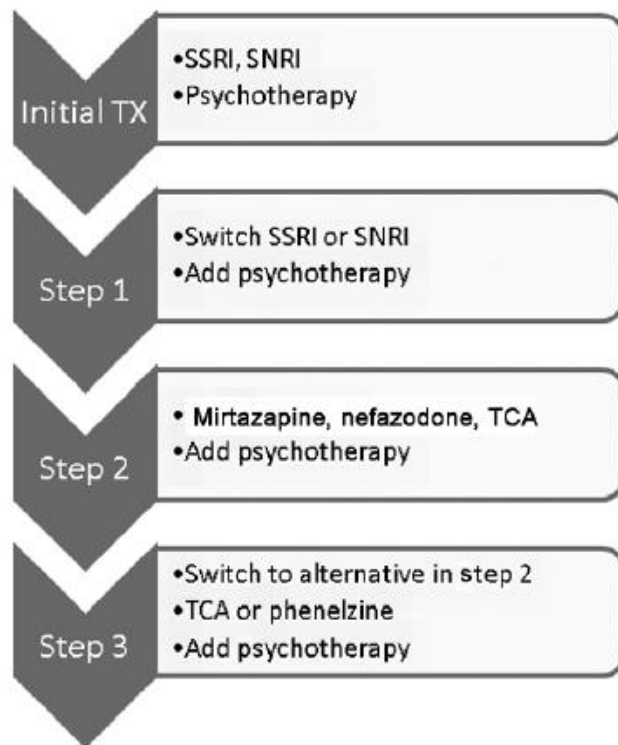 Initial TX
•SSRI, SNRI
•Psychotherapy
Step 1
•Switch SSRI or SNRI
•Add psychotherapy
Step 2
• Mirtazapine, nefazodone, TCA
•Add psychotherapy
Step 3
•Switch to alternative in step 2
•TCA or phenelzine
•Add psychotherapy